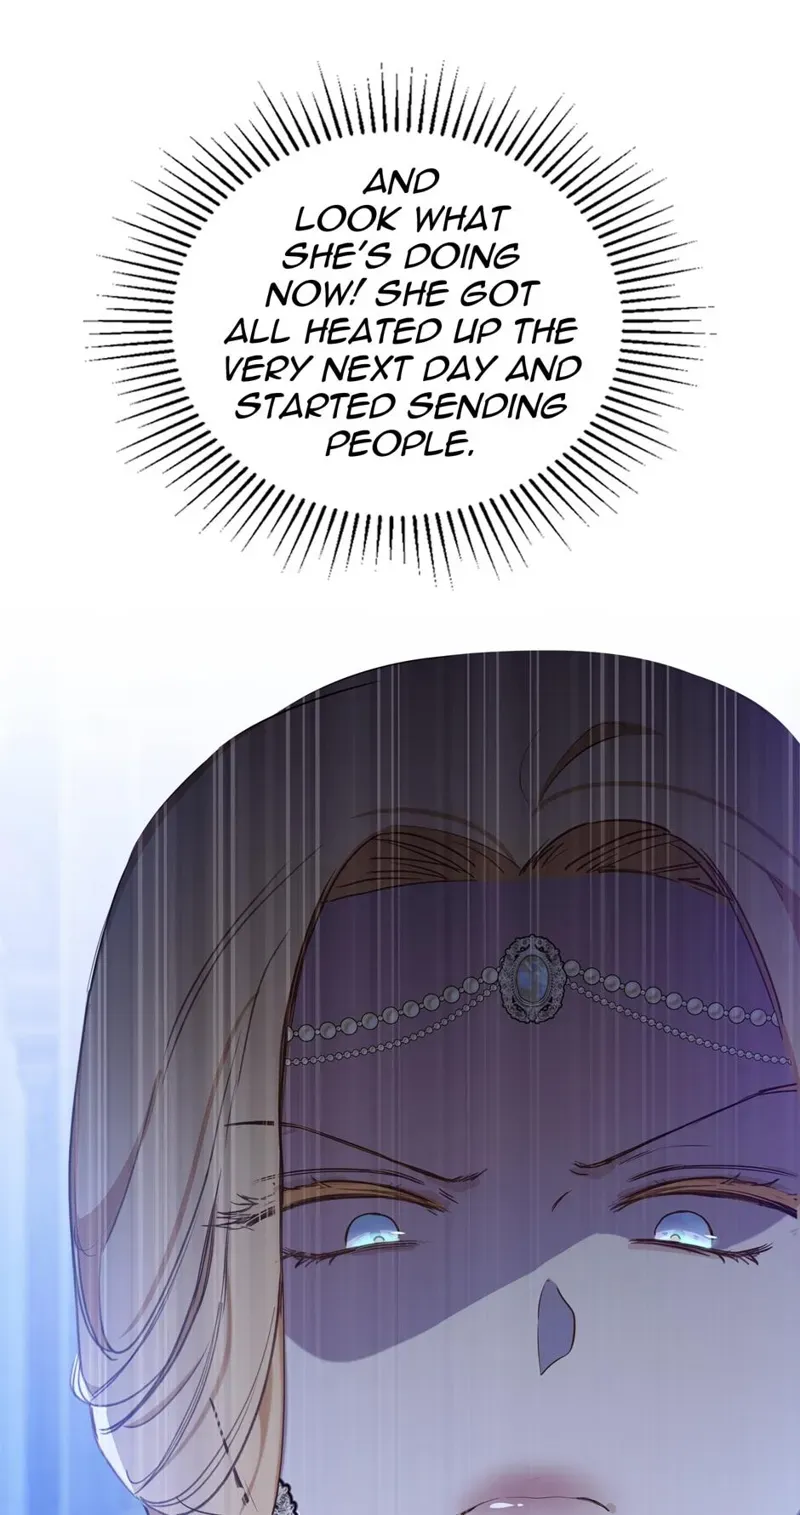 AND
LOOK WHAT
SHE'S DOING
NOW! SHE GOT
ALL HEATED UP THE
VERY NEXT DAY AND
STARTED SENDING
PEOPLE.